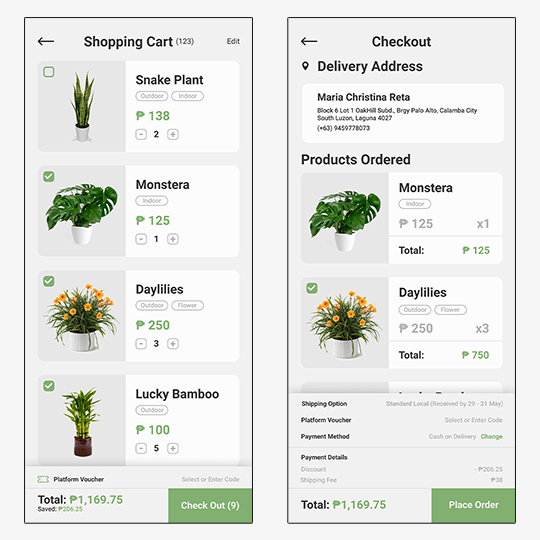 Shopping Cart (123)
Edit
Snake Plant
Outdoor Indoor
₱ 138
- 2 +
Monstera
Indoor
₱ 125
- 1 +
Daylilies
Outdoor Flower
₱ 250
- 3 +
Lucky Bamboo
Outdoor
₱ 100
- 5 +
Platform Voucher Select or Enter Code
Total: ₱1,169.75
Saved: ₱206.25
Check Out (9)
Checkout
Delivery Address
Maria Christina Reta
Block 6 Lot 1 OakHill Subd., Brgy Palo Alto, Calamba City
South Luzon, Laguna 4027
(+63) 9459778073
Products Ordered
Monstera
Indoor
₱ 125 x1
Total: ₱ 125
Daylilies
Outdoor Flower
₱ 250 x3
Total: ₱ 750
Shipping Option Standard Local (Received by 29 - 31 May)
Platform Voucher Select or Enter Code
Payment Method Cash on Delivery Change
Payment Details
Discount - ₱206.25
Shipping Fee ₱38
Total: ₱1,169.75
Place Order